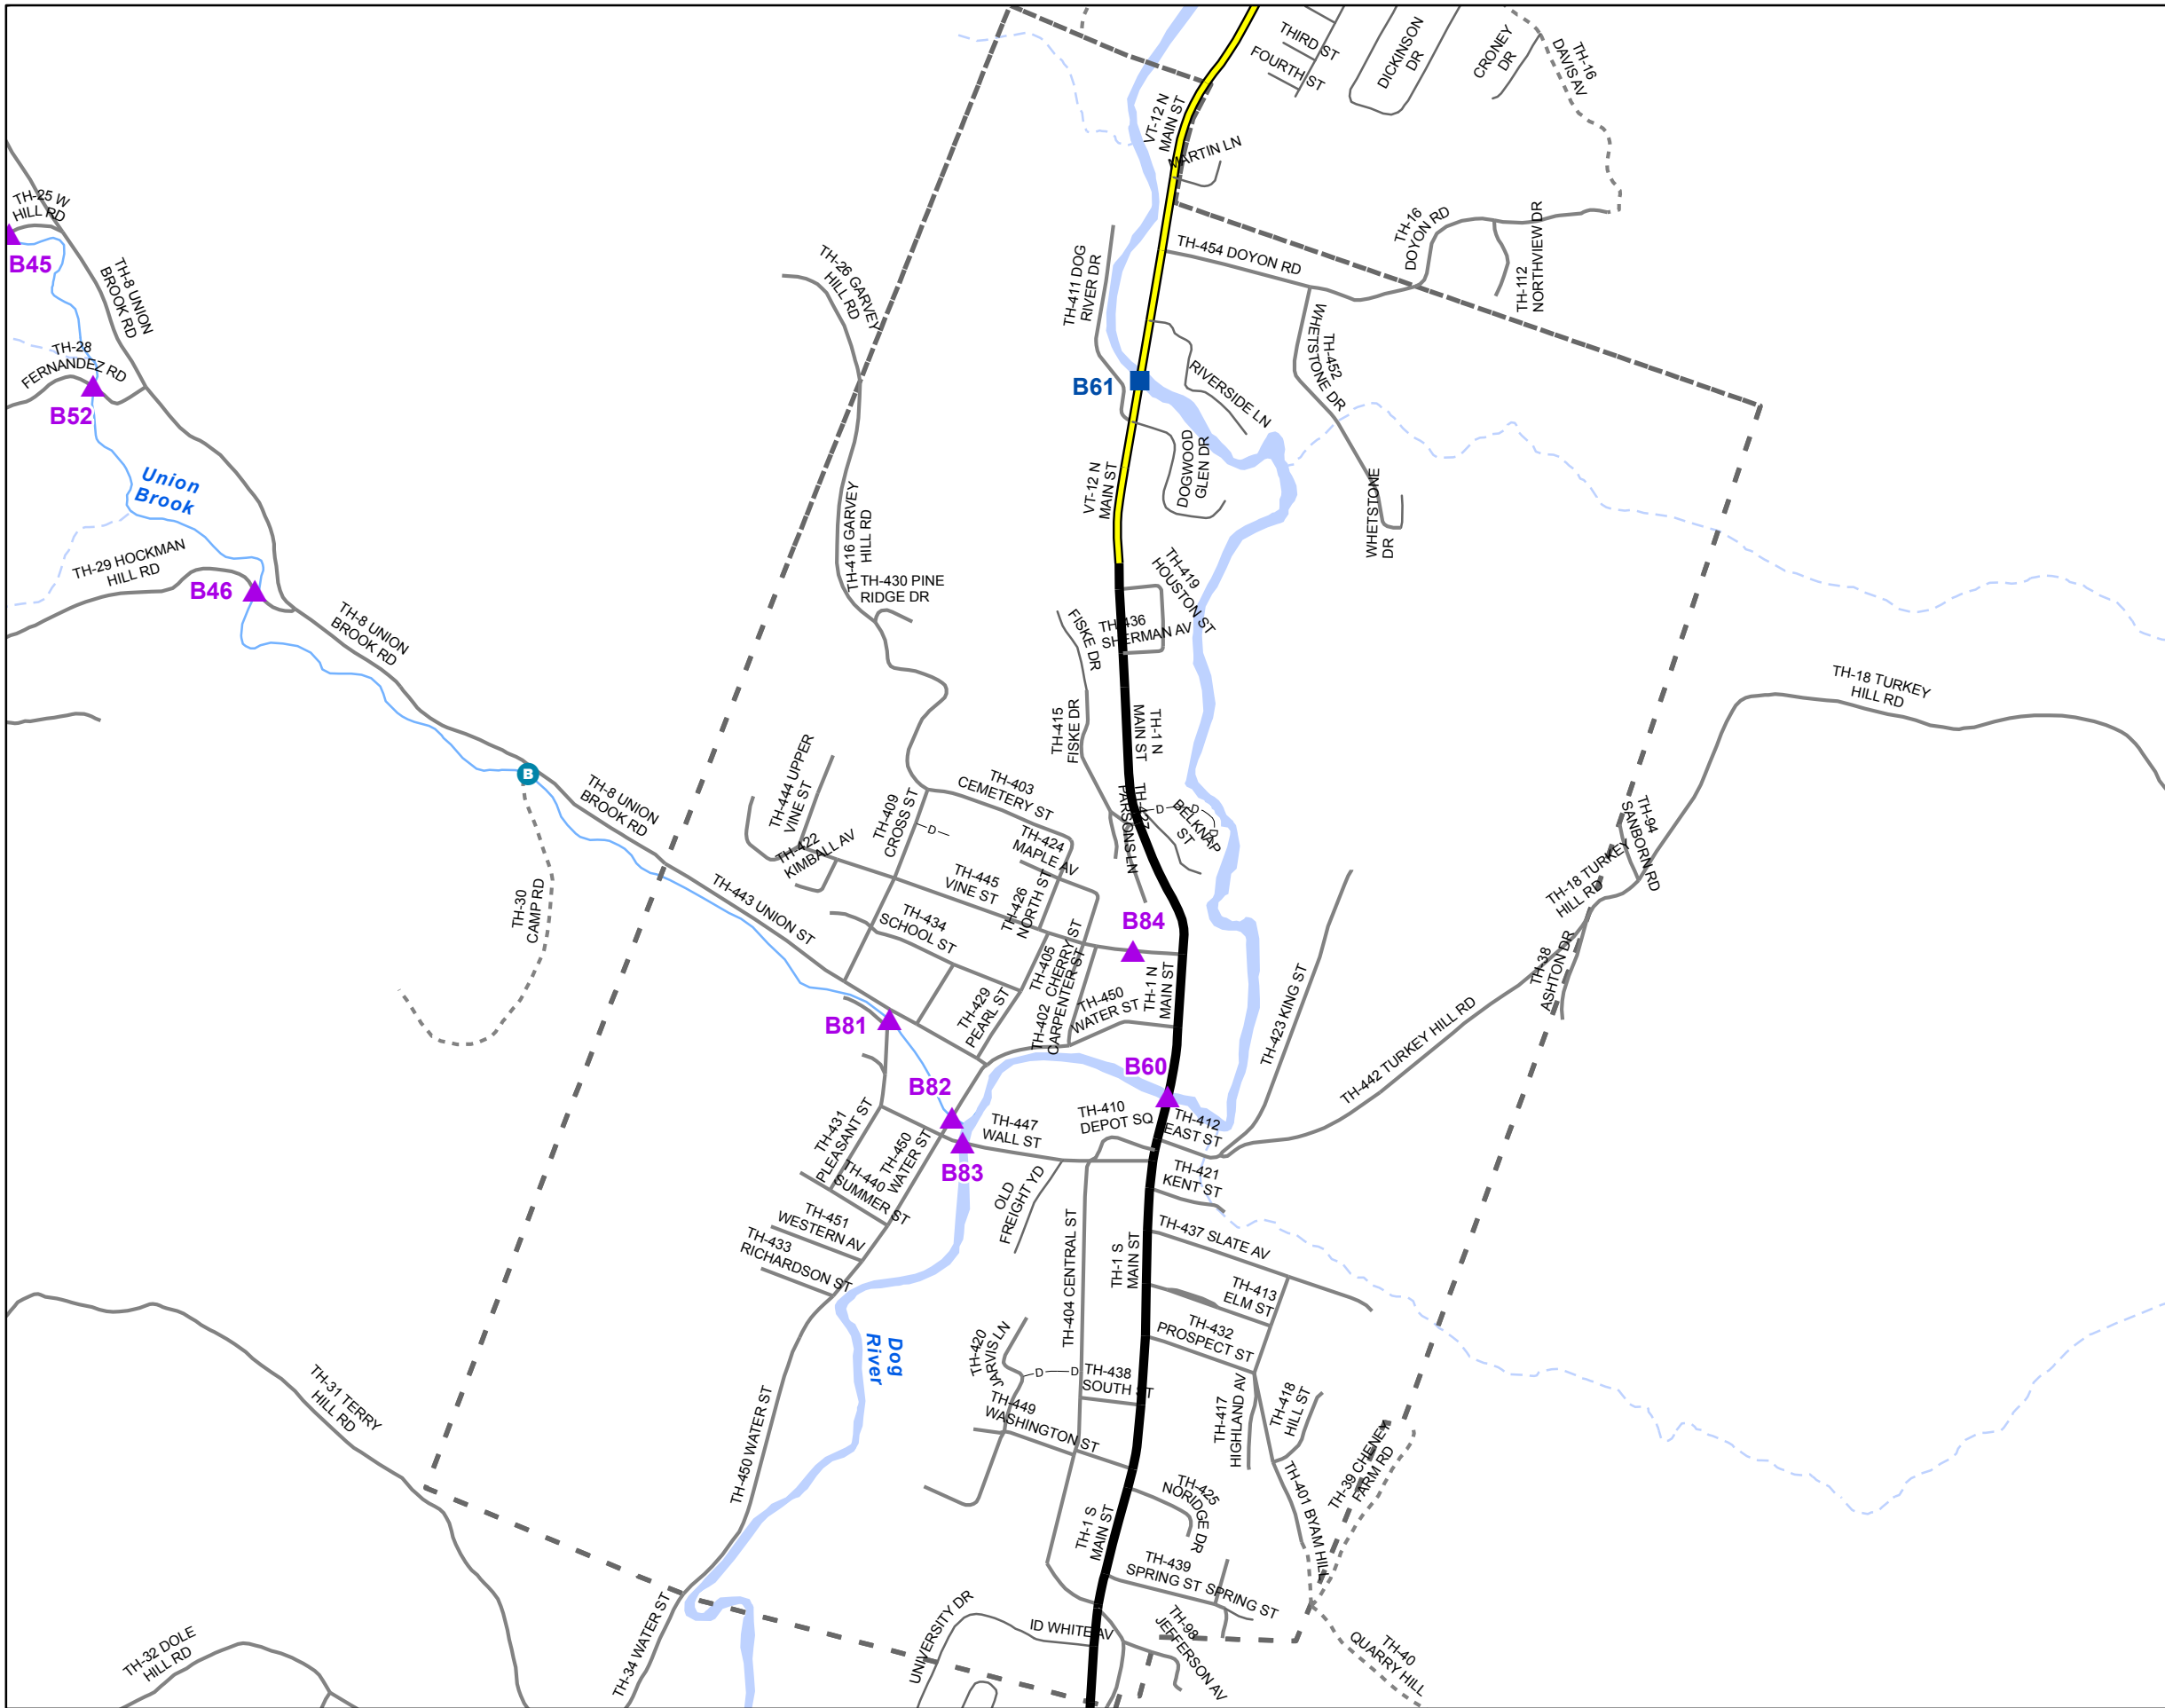 THIRD ST
FOURTH ST
DICKINSON
DR
CRONEY
DR
TH-16
DAVIS AV
VT-12 N
MAIN ST
MARTIN LN
TH-25 W
HILL RD
B45
TH-8 UNION
BROOK RD
TH-28
FERNANDEZ RD
B52
Union
Brook
TH-29 HOCKMAN
HILL RD
B46
TH-8 UNION
BROOK RD
TH-26 GARVEY
HILL RD
TH-411 DOG
RIVER DR
TH-454 DOYON RD
TH-16
DOYON RD
TH-112
NORTHVIEW DR
TH-452
WHETSTONE DR
B61
RIVERSIDE LN
DOGWOOD
GLEN DR
VT-12 N
MAIN ST
WHETSTONE
DR
TH-416 GARVEY
HILL RD
TH-430 PINE
RIDGE DR
TH-419
HOUSTON ST
TH-436
SHERMAN AV
FISKE DR
TH-415
FISKE DR
TH-1 N
MAIN ST
TH-18 TURKEY
HILL RD
B
TH-8 UNION
BROOK RD
TH-444 UPPER
VINE ST
TH-409
CROSS ST
TH-403
CEMETERY ST
D
TH-427
PARSONS LN
D
D
D
BELKNAP
ST
TH-422
KIMBALL AV
TH-424
MAPLE AV
TH-94
SANBORN RD
TH-30
CAMP RD
TH-443 UNION ST
TH-445
VINE ST
TH-426
NORTH ST
TH-434
SCHOOL ST
TH-18 TURKEY
HILL RD
B84
TH-405
CHERRY ST
TH-402
CARPENTER ST
TH-1 N
MAIN ST
TH-38
ASHTON DR
B81
TH-429
PEARL ST
TH-450
WATER ST
TH-423 KING ST
TH-442 TURKEY HILL RD
B60
B82
TH-431
PLEASANT ST
TH-447
WALL ST
TH-410
DEPOT SQ
TH-412
EAST ST
TH-450
WATER ST
B83
TH-440
SUMMER ST
TH-421
KENT ST
OLD
FREIGHT YD
TH-451
WESTERN AV
TH-433
RICHARDSON ST
TH-404 CENTRAL ST
TH-1 S
MAIN ST
TH-437 SLATE AV
TH-413
ELM ST
TH-432
PROSPECT ST
Dog
River
TH-420
JARVIS LN
D
D
TH-438
SOUTH ST
TH-31 TERRY
HILL RD
TH-449
WASHINGTON ST
TH-417
HIGHLAND AV
TH-418
HILL ST
TH-450 WATER ST
TH-39 CHENEY
FARM RD
TH-425
NORIDGE DR
TH-401 BYAM HILL
TH-1 S
MAIN ST
TH-439
SPRING ST
SPRING ST
TH-32 DOLE
HILL RD
TH-34 WATER ST
UNIVERSITY DR
ID WHITE AV
TH-98
JEFFERSON AV
TH-40
QUARRY HILL